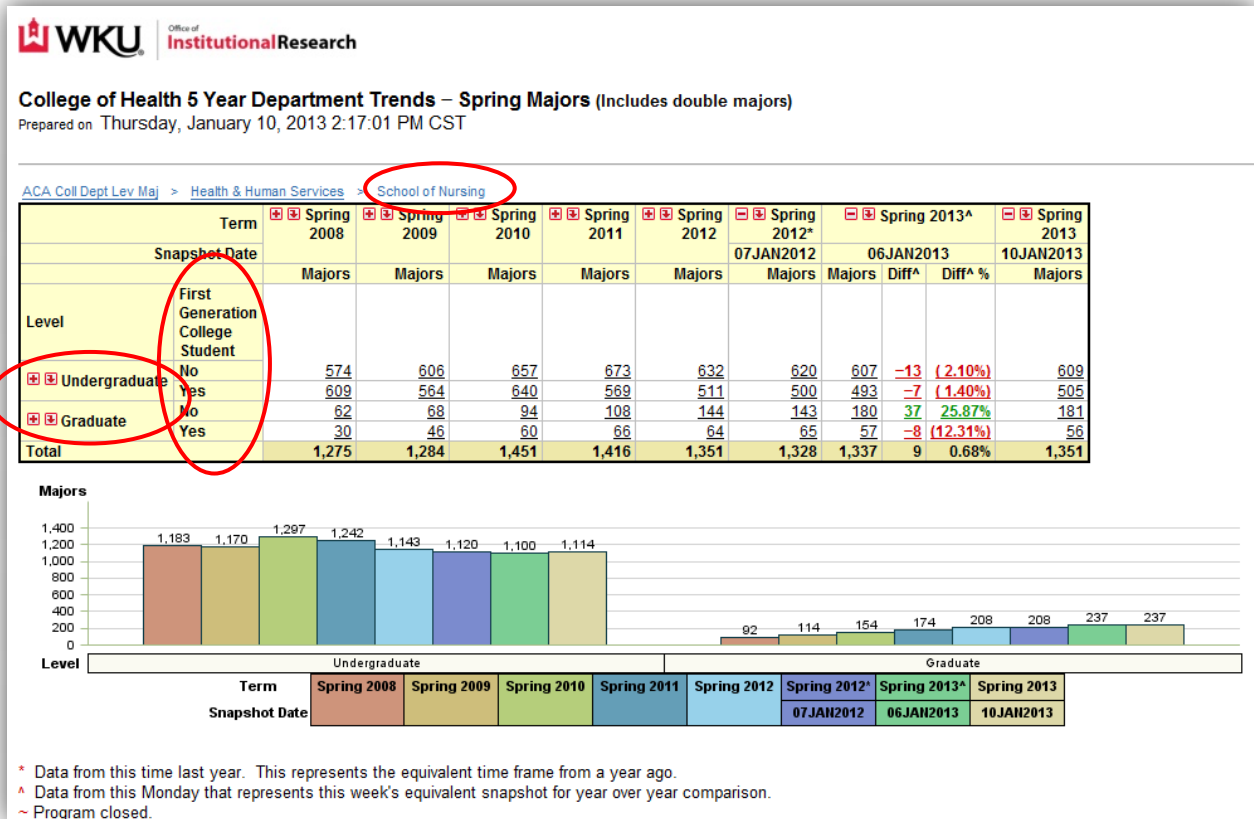 WKU® Office of
InstitutionalResearch
College of Health 5 Year Department Trends – Spring Majors (Includes double majors)
Prepared on Thursday, January 10, 2013 2:17:01 PM CST
ACA Coll Dept Lev Maj > Health & Human Services > School of Nursing
Term Spring 2008 Spring 2009 Spring 2010 Spring 2011 Spring 2012 Spring 2012* Spring 2013^ Spring 2013
Snapshot Date 07JAN2012 06JAN2013 10JAN2013
Majors Majors Majors Majors Majors Majors Majors Diff^ Diff^ % Majors
Level First Generation College Student
Undergraduate No 574 606 657 673 632 620 607 −13 ( 2.10%) 609
Yes 609 564 640 569 511 500 493 −7 ( 1.40%) 505
Graduate No 62 68 94 108 144 143 180 37 25.87% 181
Yes 30 46 60 66 64 65 57 −8 (12.31%) 56
Total 1,275 1,284 1,451 1,416 1,351 1,328 1,337 9 0.68% 1,351
Majors
1,400
1,200
1,000
800
600
400
200
0
1,183 1,170 1,297 1,242 1,143 1,120 1,100 1,114
92 114 154 174 208 208 237 237
Level Undergraduate Graduate
Term Spring 2008 Spring 2009 Spring 2010 Spring 2011 Spring 2012 Spring 2012* Spring 2013^ Spring 2013
Snapshot Date 07JAN2012 06JAN2013 10JAN2013
* Data from this time last year. This represents the equivalent time frame from a year ago.
^ Data from this Monday that represents this week's equivalent snapshot for year over year comparison.
~ Program closed.